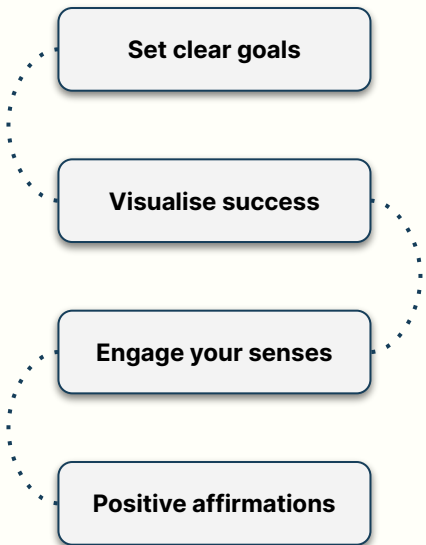 Set clear goals
Visualise success
Engage your senses
Positive affirmations